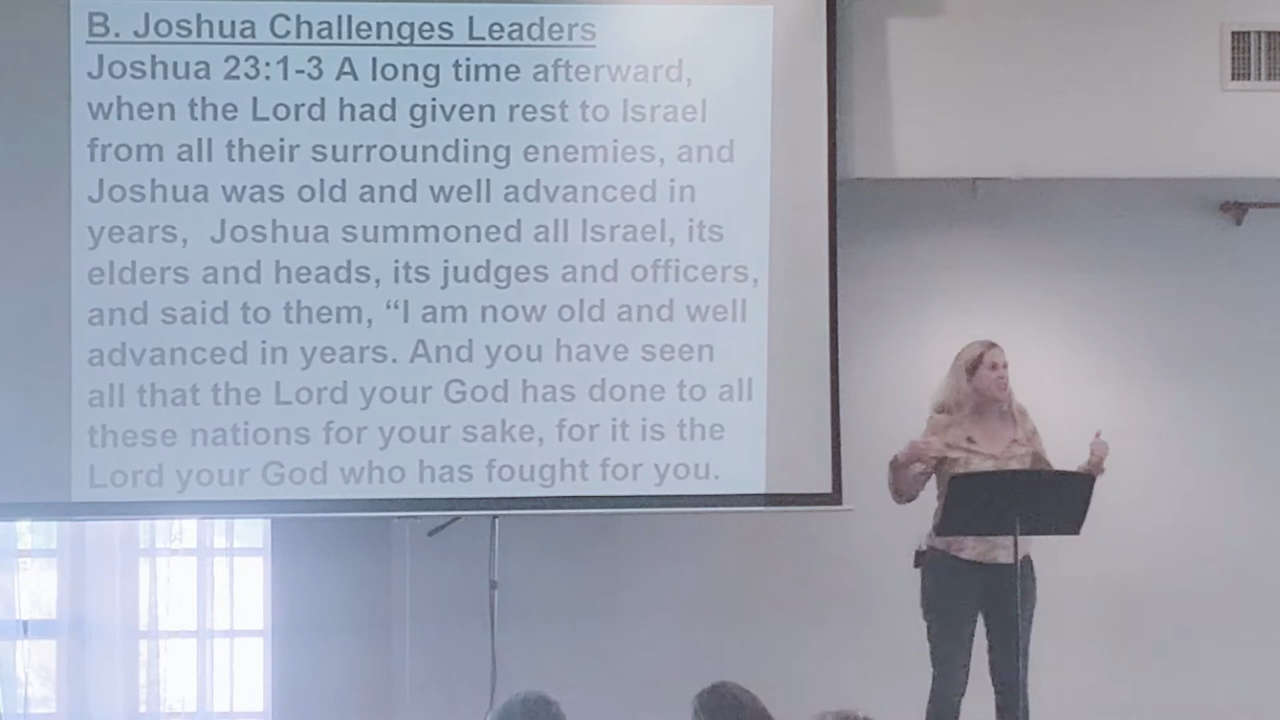 B. Joshua Challenges Leaders
Joshua 23:1-3 A long time afterward,
when the Lord had given rest to Israel
from all their surrounding enemies, and
Joshua was old and well advanced in
years,  Joshua summoned all Israel, its
elders and heads, its judges and officers,
and said to them, “I am now old and well
advanced in years. And you have seen
all that the Lord your God has done to all
these nations for your sake, for it is the
Lord your God who has fought for you.